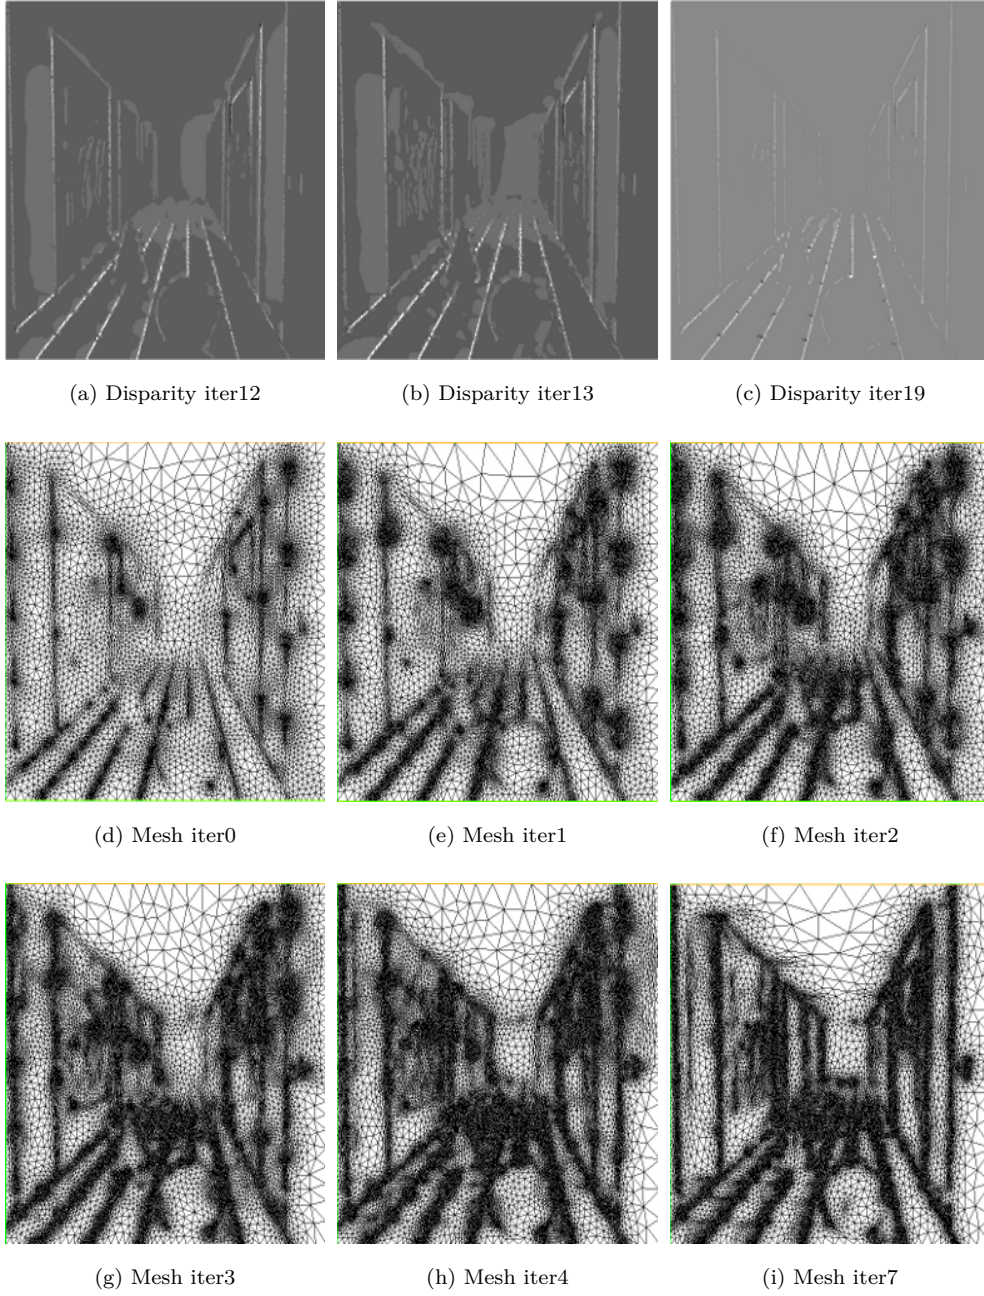 (a) Disparity iter12
(b) Disparity iter13
(c) Disparity iter19
(d) Mesh iter0
(e) Mesh iter1
(f) Mesh iter2
(g) Mesh iter3
(h) Mesh iter4
(i) Mesh iter7